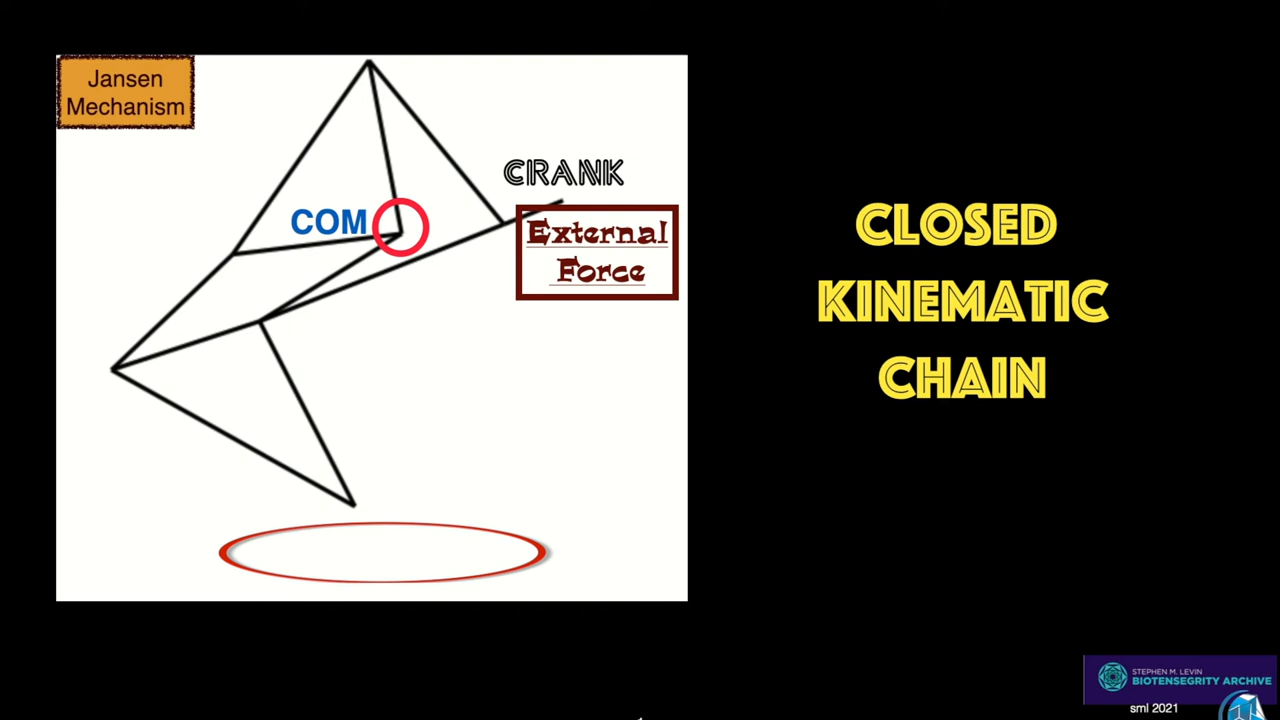 Jansen
Mechanism
CRANK
COM
External
Force
CLOSED
KINEMATIC
CHAIN
STEPHEN M. LEVIN
BIOTENSEGRITY ARCHIVE
sml 2021